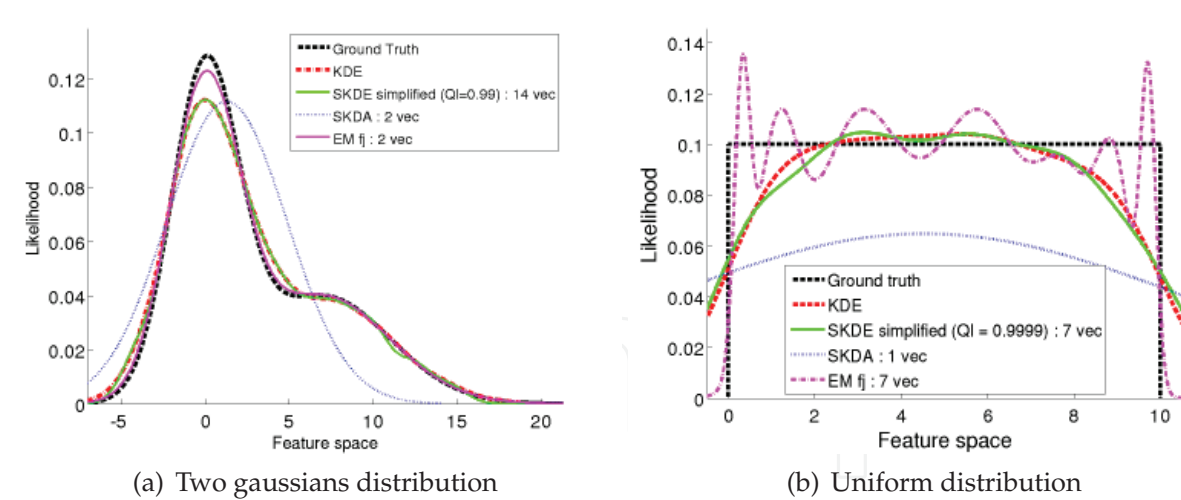 0.12
0.1
0.08
0.06
0.04
0.02
0
Likelihood
-5 0 5 10 15 20
Feature space
Ground Truth
KDE
SKDE simplified (QI=0.99) : 14 vec
SKDA : 2 vec
EM fj : 2 vec
(a) Two gaussians distribution
0.14
0.12
0.1
0.08
0.06
0.04
0.02
0
Likelihood
0 2 4 6 8 10
Feature space
Ground truth
KDE
SKDE simplified (QI = 0.9999) : 7 vec
SKDA : 1 vec
EM fj : 7 vec
(b) Uniform distribution